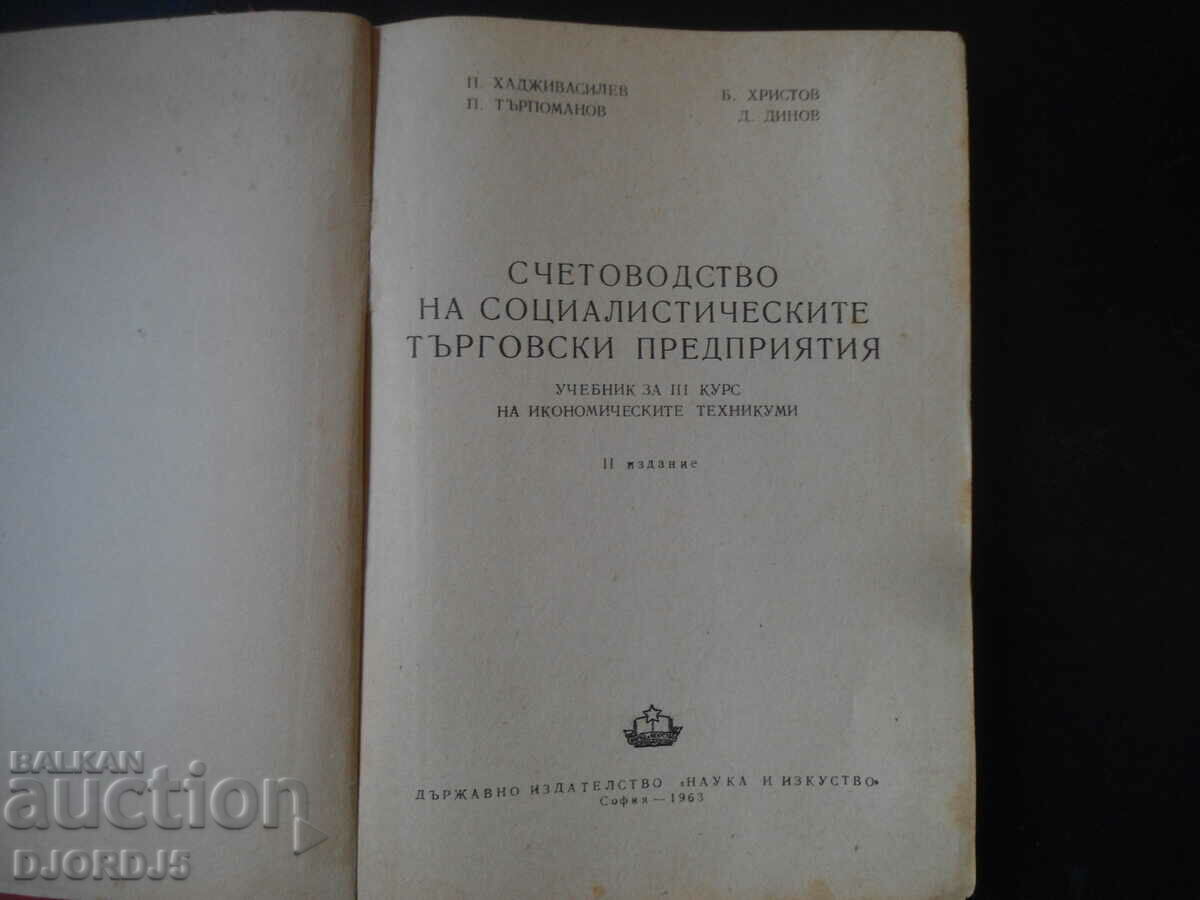 П. ХАДЖИВАСИЛЕВ Б. ХРИСТОВ
П. ТЪРПОМАНОВ Д. ДИНОВ
СЧЕТОВОДСТВО
НА СОЦИАЛИСТИЧЕСКИТЕ
ТЪРГОВСКИ ПРЕДПРИЯТИЯ
УЧЕБНИК ЗА III КУРС
НА ИКОНОМИЧЕСКИТЕ ТЕХНИКУМИ
II издание
ДЪРЖАВНО ИЗДАТЕЛСТВО «НАУКА И ИЗКУСТВО»
София — 1963
BALKAN
auction
DJORDJ5